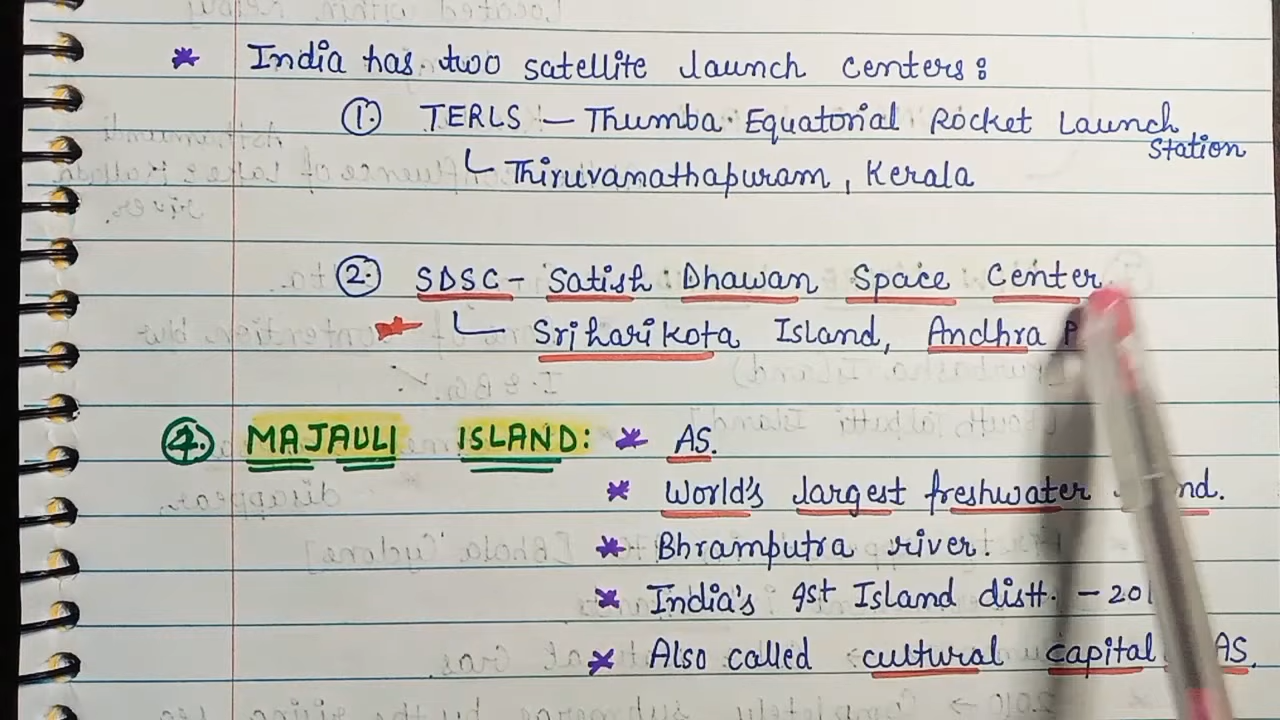 * India has two satellite launch centers:
① TERLS — Thumba Equatorial Rocket Launch Station
Thiruvanathapuram, Kerala
② SDSC - Satish Dhawan Space Center
Sriharikota Island, Andhra P
④ MAJAULI ISLAND: * AS.
* World's largest freshwater nd.
* Bhramputra river.
* India's 1st Island distt. - 201
* Also called cultural capital AS.